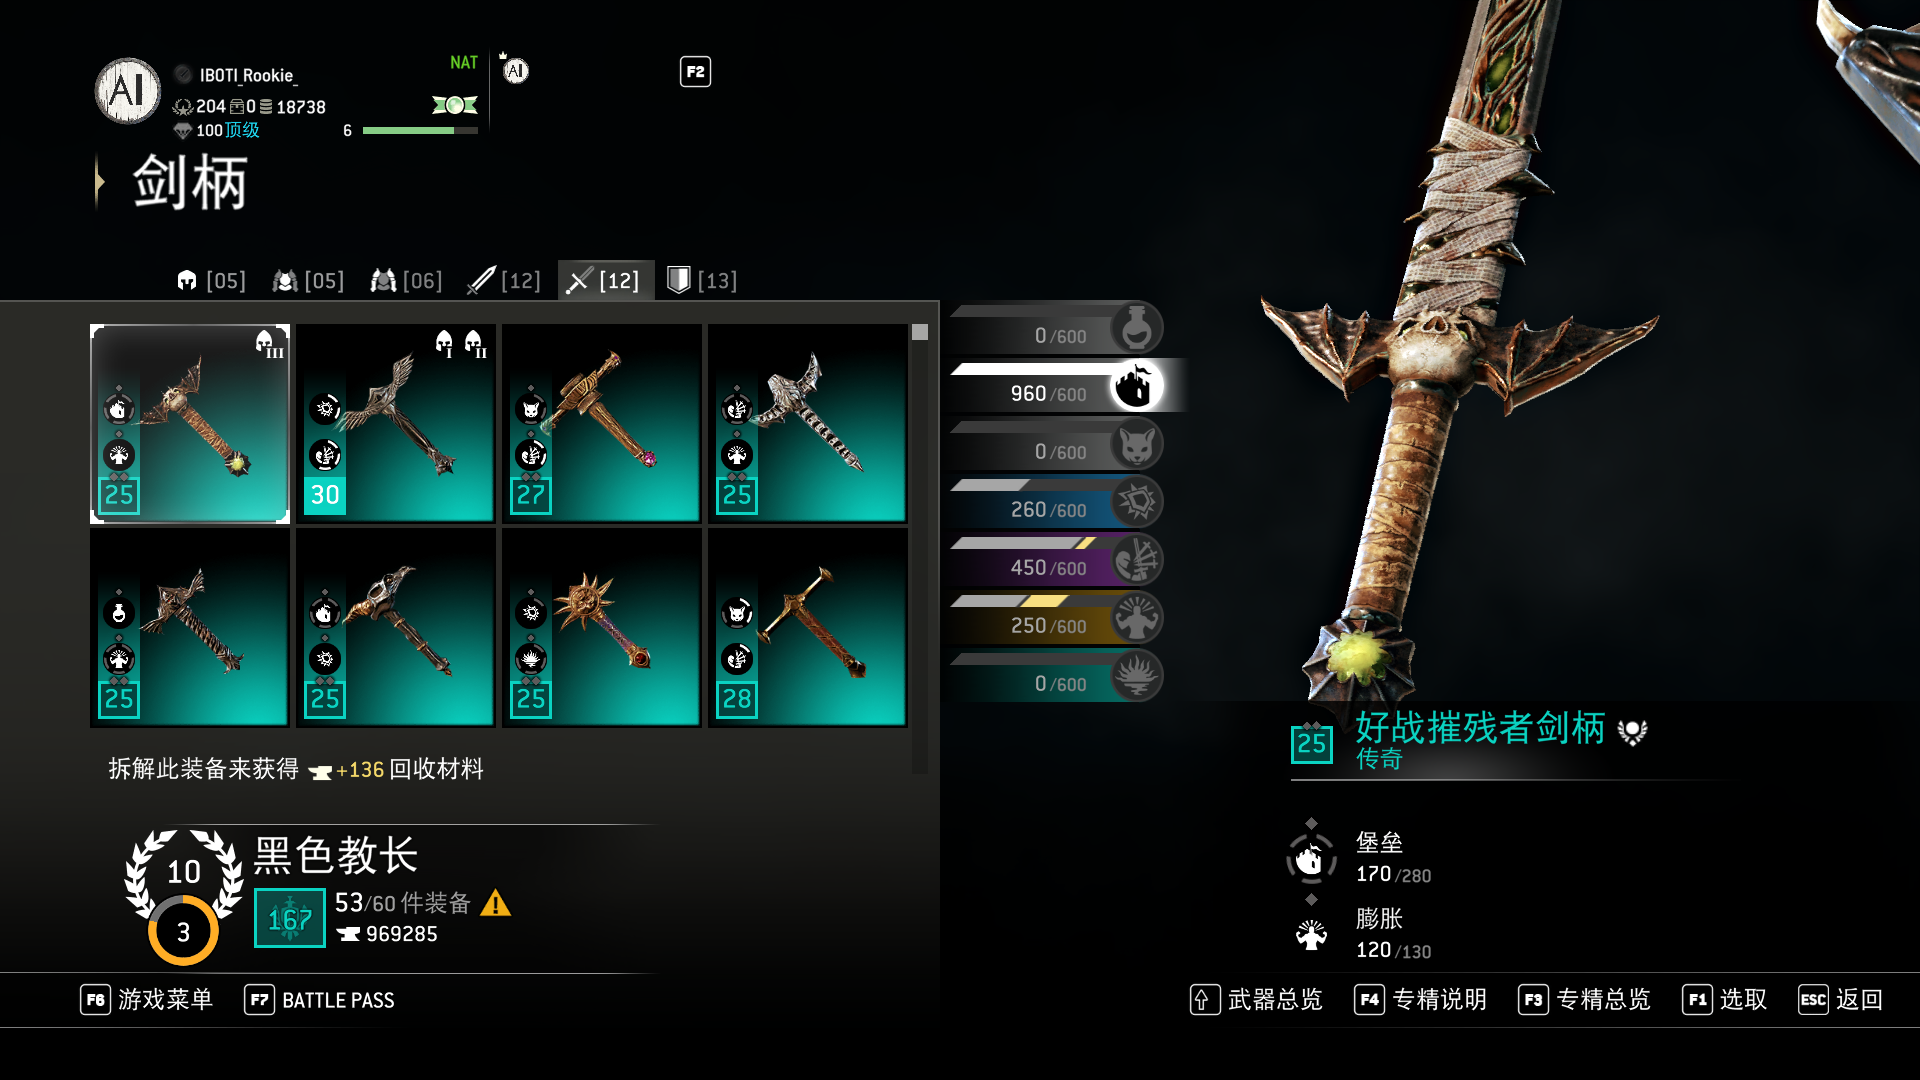 AI
IBOTI_Rookie_
NAT
AI
F2
204 0 18738
100 顶级
6
剑柄
[05] [05] [06] [12] [12] [13]
III
I II
25
30
27
25
25
25
25
28
0/600
960/600
0/600
260/600
450/600
250/600
0/600
拆解此装备来获得 +136 回收材料
25
好战摧残者剑柄
传奇
堡垒
170/280
膨胀
120/130
10
3
黑色教长
167
53/60 件装备
969285
F6 游戏菜单 F7 BATTLE PASS
武器总览 F4 专精说明 F3 专精总览 F1 选取 ESC 返回